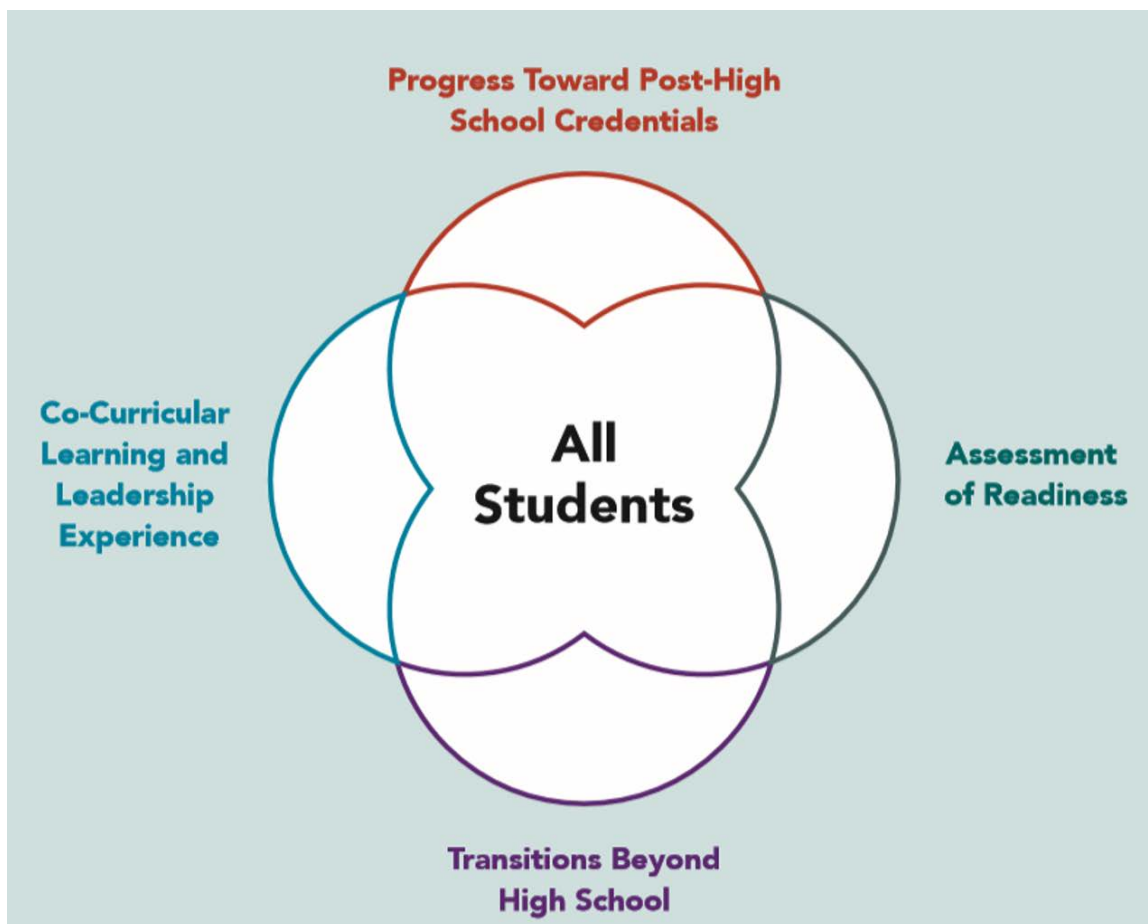 Progress Toward Post-High
School Credentials
Co-Curricular
Learning and
Leadership
Experience
All
Students
Assessment
of Readiness
Transitions Beyond
High School